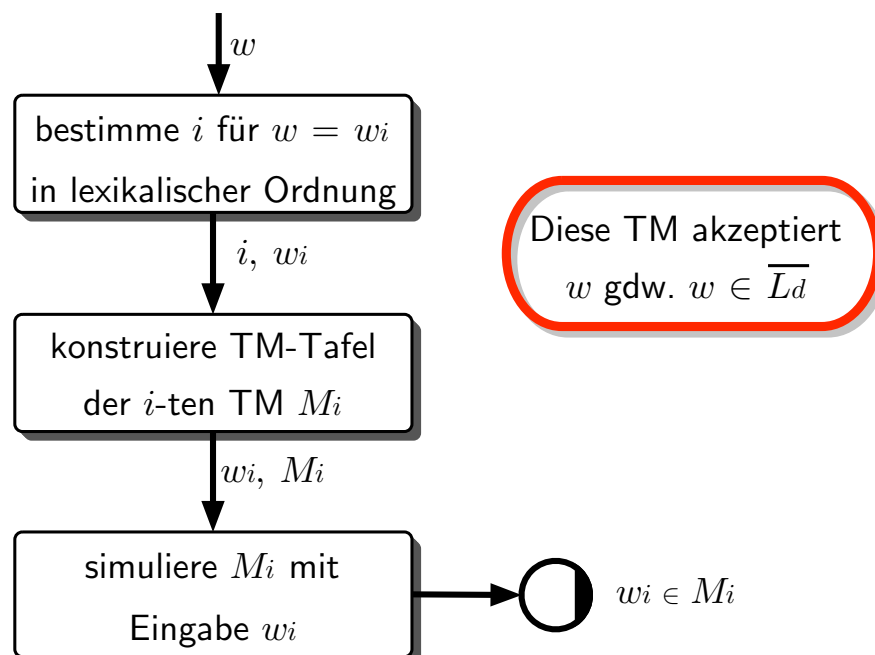 w
bestimme i für w = wi
in lexikalischer Ordnung
i, wi
konstruiere TM-Tafel
der i-ten TM Mi
wi, Mi
simuliere Mi mit
Eingabe wi
wi ∈ Mi
Diese TM akzeptiert
w gdw. w ∈ L̅d̅